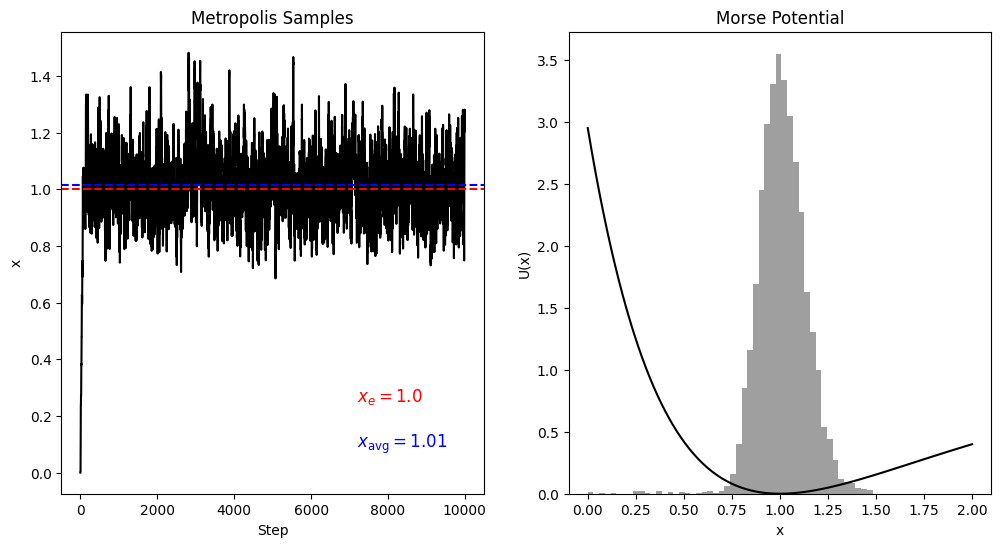 Metropolis Samples
x
1.4
1.2
1.0
0.8
0.6
0.4
0.2
0.0
x_e = 1.0
x_avg = 1.01
0 2000 4000 6000 8000 10000
Step
Morse Potential
U(x)
3.5
3.0
2.5
2.0
1.5
1.0
0.5
0.0
0.00 0.25 0.50 0.75 1.00 1.25 1.50 1.75 2.00
x